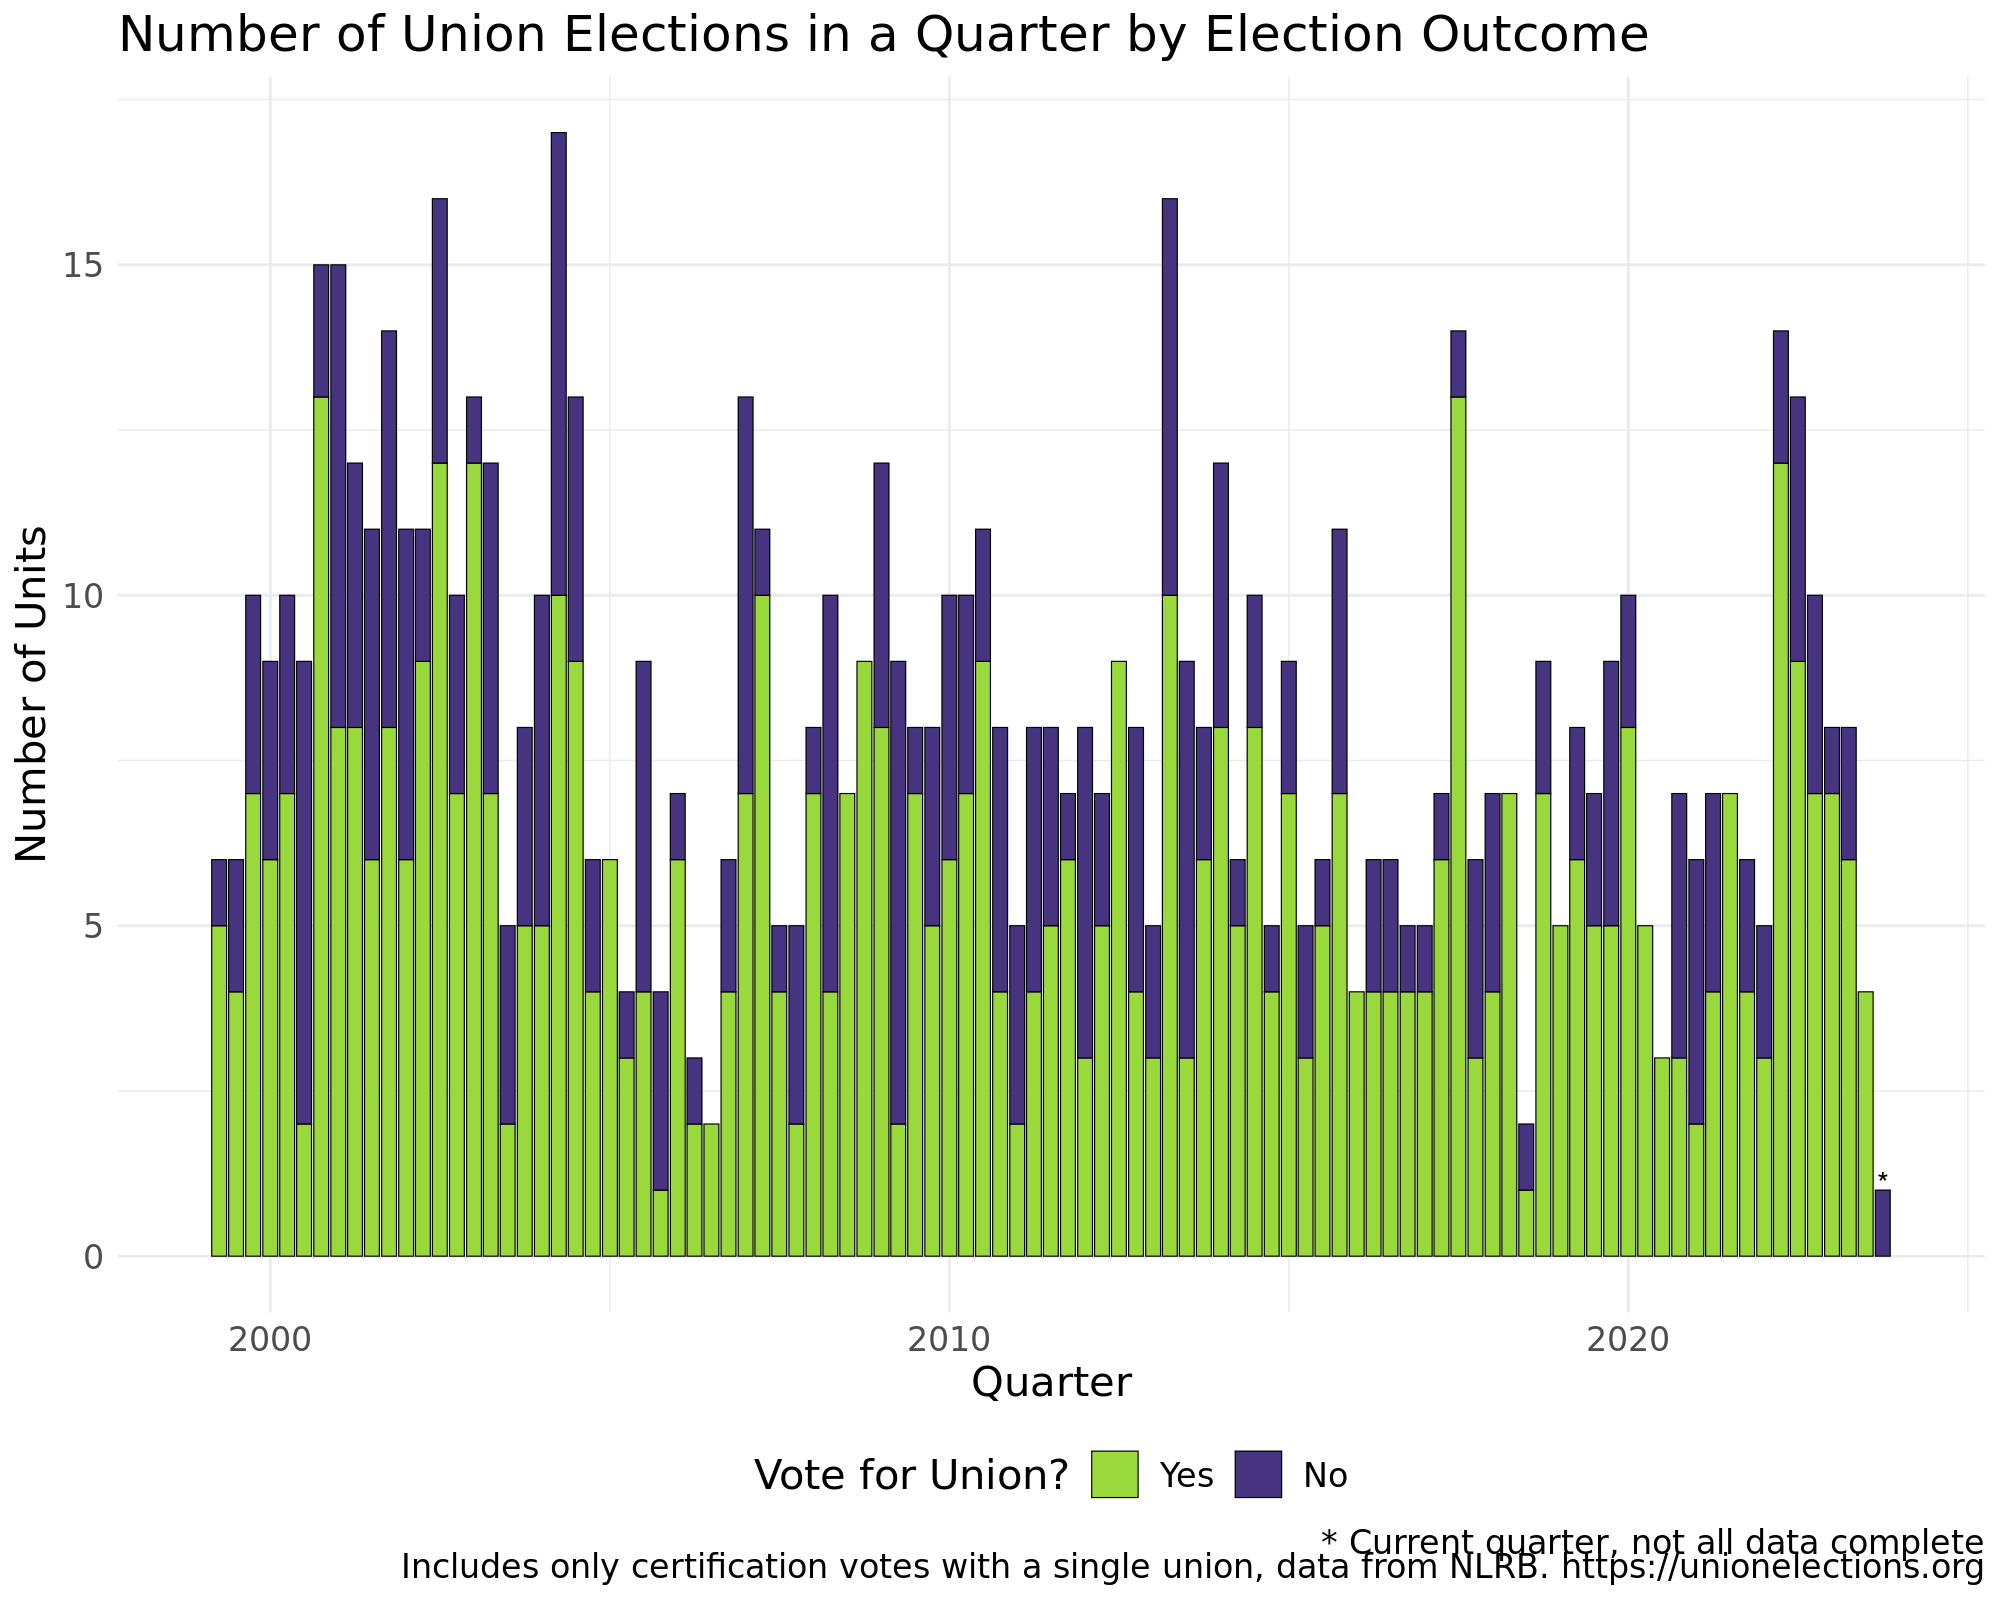 Number of Union Elections in a Quarter by Election Outcome
Number of Units
15
10
5
0
*
2000 2010 2020
Quarter
Vote for Union? Yes No
* Current quarter, not all data complete
Includes only certification votes with a single union, data from NLRB. https://unionelections.org